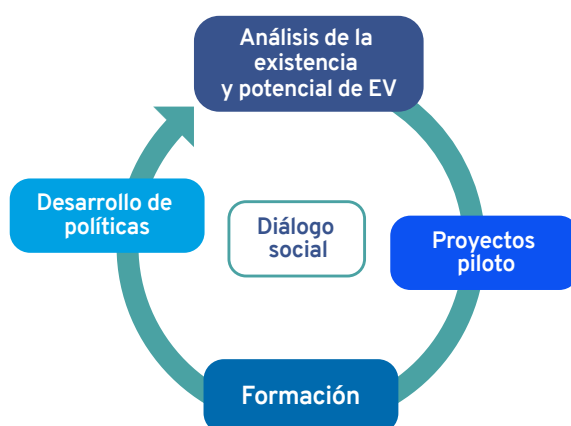 Análisis de la
existencia
y potencial de EV
Desarrollo de
políticas
Diálogo
social
Proyectos
piloto
Formación